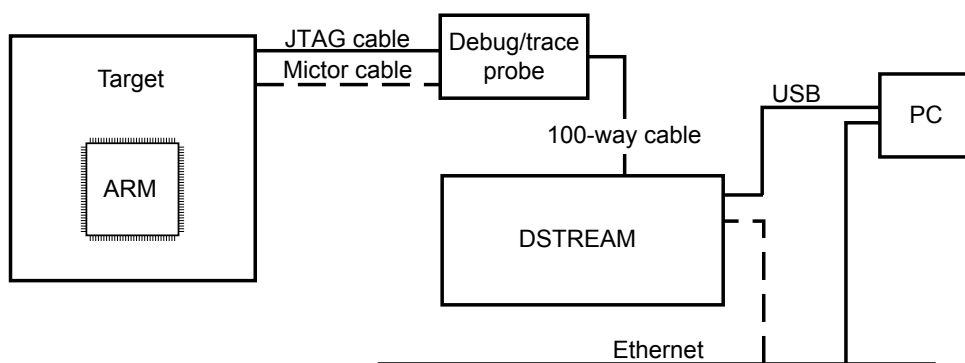 JTAG cable
Mictor cable
Target
ARM
Debug/trace
probe
100-way cable
DSTREAM
USB
PC
Ethernet